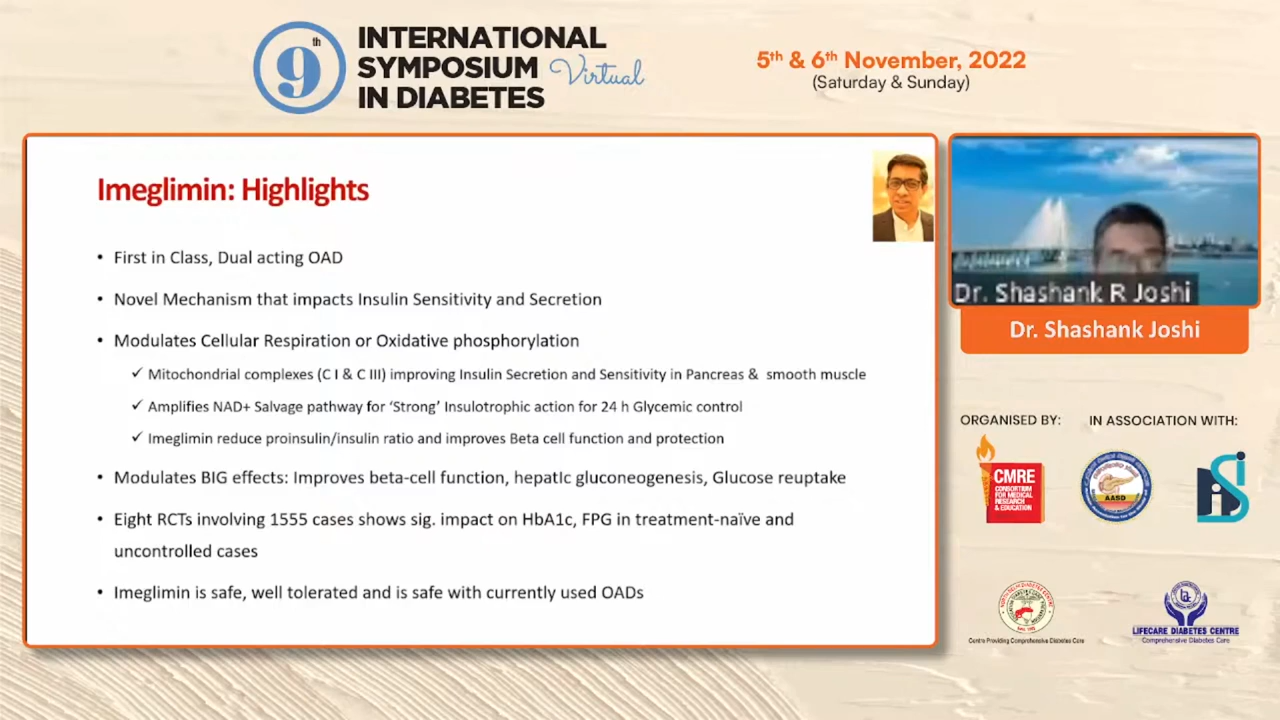 9th
INTERNATIONAL
SYMPOSIUM Virtual
IN DIABETES
5th & 6th November, 2022
(Saturday & Sunday)
Imeglimin: Highlights
• First in Class, Dual acting OAD
• Novel Mechanism that impacts Insulin Sensitivity and Secretion
• Modulates Cellular Respiration or Oxidative phosphorylation
✓ Mitochondrial complexes (C I & C III) improving Insulin Secretion and Sensitivity in Pancreas & smooth muscle
✓ Amplifies NAD+ Salvage pathway for ‘Strong’ Insulotrophic action for 24 h Glycemic control
✓ Imeglimin reduce proinsulin/insulin ratio and improves Beta cell function and protection
• Modulates BIG effects: Improves beta-cell function, hepatIc gluconeogenesis, Glucose reuptake
• Eight RCTs involving 1555 cases shows sig. impact on HbA1c, FPG in treatment-naïve and
uncontrolled cases
• Imeglimin is safe, well tolerated and is safe with currently used OADs
Dr. Shashank R Joshi
Dr. Shashank Joshi
ORGANISED BY:
IN ASSOCIATION WITH:
CMRE
CONSORTIUM
FOR MEDICAL
RESEARCH
& EDUCATION
AASD
Centre Providing Comprehensive Diabetes Care
LIFECARE DIABETES CENTRE
Comprehensive Diabetes Care